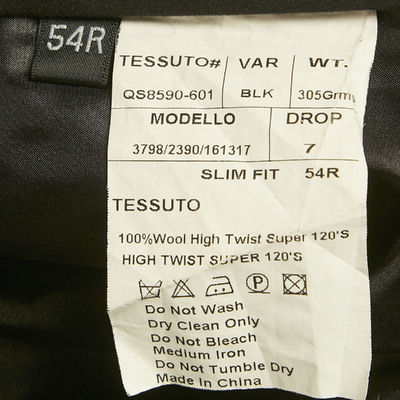 54R
TESSUTO# VAR WT.
QS8590-601 BLK 305Grm
MODELLO DROP
3798/2390/161317 7
SLIM FIT 54R
TESSUTO
100%Wool High Twist Super 120'S
HIGH TWIST SUPER 120'S
P
Do Not Wash
Dry Clean Only
Do Not Bleach
Medium Iron
Do Not Tumble Dry
Made In China